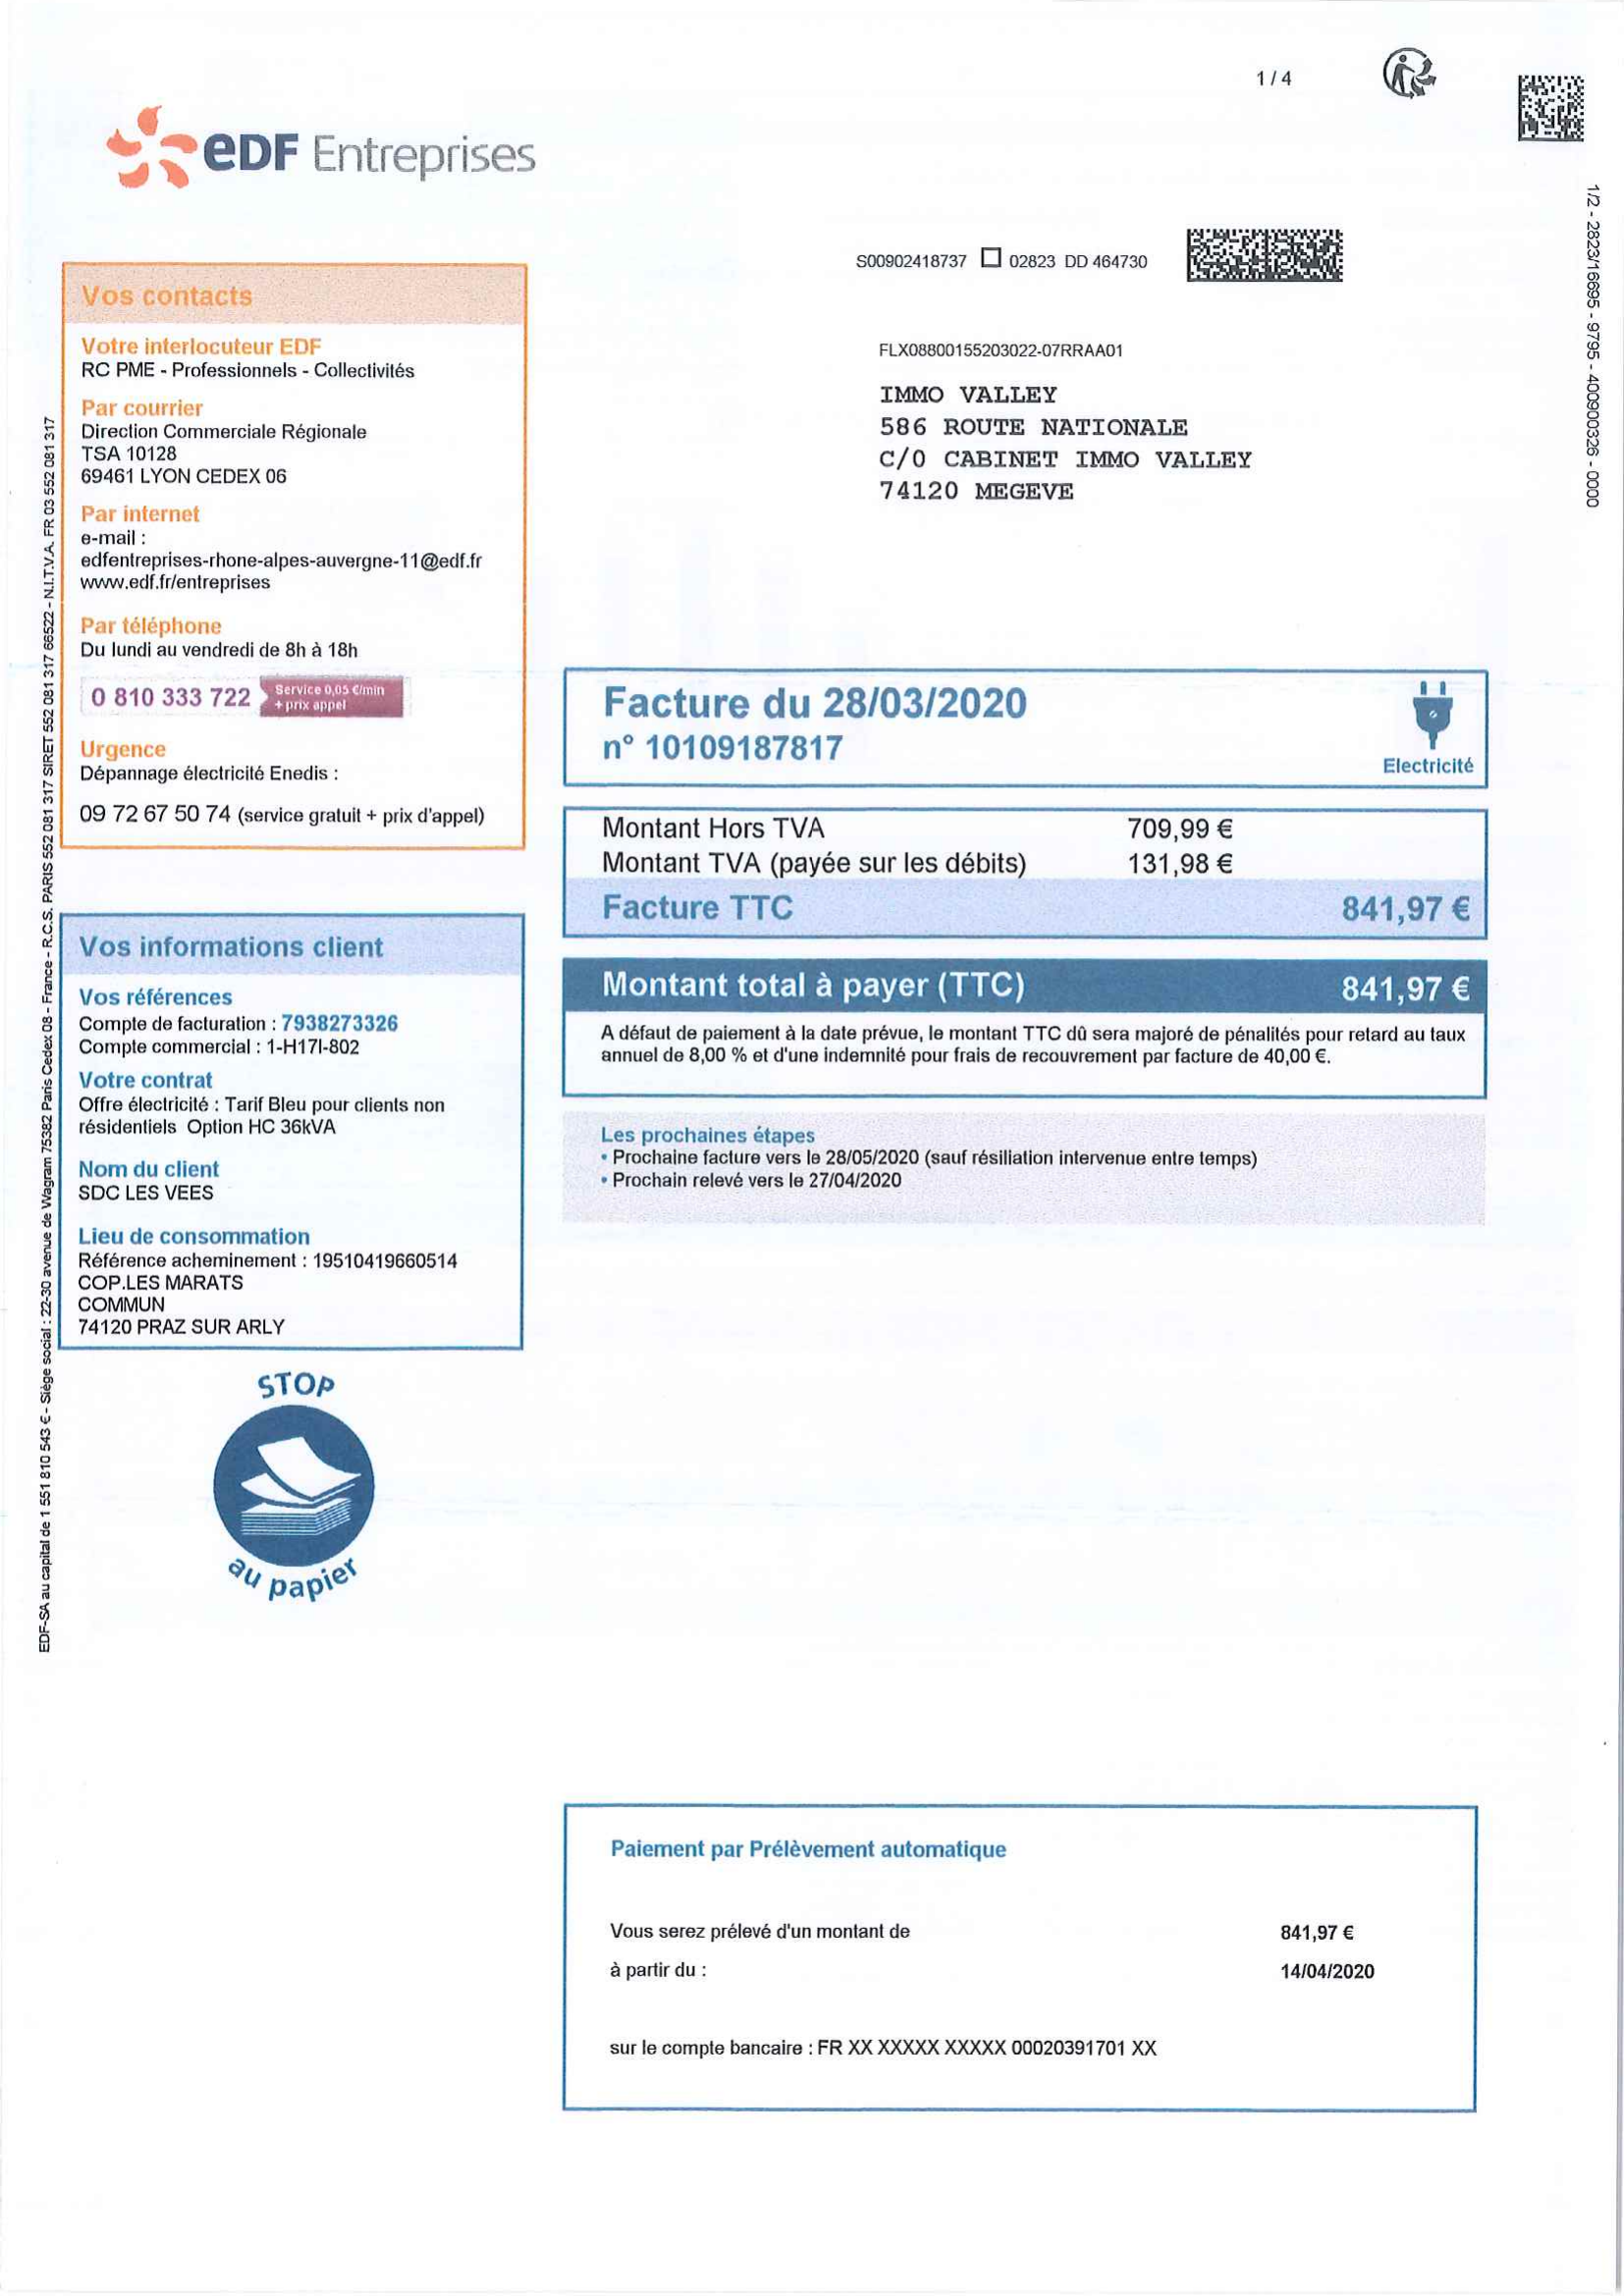 1 / 4
eDF Entreprises
S00902418737 02823 DD 464730
1/2 - 2823/16695 - 9795 - 400900326 - 0000
Vos contacts
Votre interlocuteur EDF
RC PME - Professionnels - Collectivités
Par courrier
Direction Commerciale Régionale
TSA 10128
69461 LYON CEDEX 06
Par internet
e-mail :
edfentreprises-rhone-alpes-auvergne-11@edf.fr
www.edf.fr/entreprises
Par téléphone
Du lundi au vendredi de 8h à 18h
0 810 333 722 Service 0,05 €/min
+ prix appel
Urgence
Dépannage électricité Enedis :
09 72 67 50 74 (service gratuit + prix d'appel)
FLX08800155203022-07RRAA01
IMMO VALLEY
586 ROUTE NATIONALE
C/O CABINET IMMO VALLEY
74120 MEGEVE
Facture du 28/03/2020
n° 10109187817
Electricité
Montant Hors TVA 709,99 €
Montant TVA (payée sur les débits) 131,98 €
Facture TTC 841,97 €
Montant total à payer (TTC) 841,97 €
A défaut de paiement à la date prévue, le montant TTC dû sera majoré de pénalités pour retard au taux
annuel de 8,00 % et d'une indemnité pour frais de recouvrement par facture de 40,00 €.
Les prochaines étapes
• Prochaine facture vers le 28/05/2020 (sauf résiliation intervenue entre temps)
• Prochain relevé vers le 27/04/2020
Vos informations client
Vos références
Compte de facturation : 7938273326
Compte commercial : 1-H17I-802
Votre contrat
Offre électricité : Tarif Bleu pour clients non
résidentiels Option HC 36kVA
Nom du client
SDC LES VEES
Lieu de consommation
Référence acheminement : 19510419660514
COP.LES MARATS
COMMUN
74120 PRAZ SUR ARLY
STOP
au papier
EDF-SA au capital de 1 551 810 543 € - Siège social : 22-30 avenue de Wagram 75382 Paris Cedex 08 - France - R.C.S. PARIS 552 081 317 SIRET 552 081 317 66522 - N.I.T.V.A. FR 03 552 081 317
Paiement par Prélèvement automatique
Vous serez prélevé d'un montant de 841,97 €
à partir du : 14/04/2020
sur le compte bancaire : FR XX XXXXX XXXXX 00020391701 XX